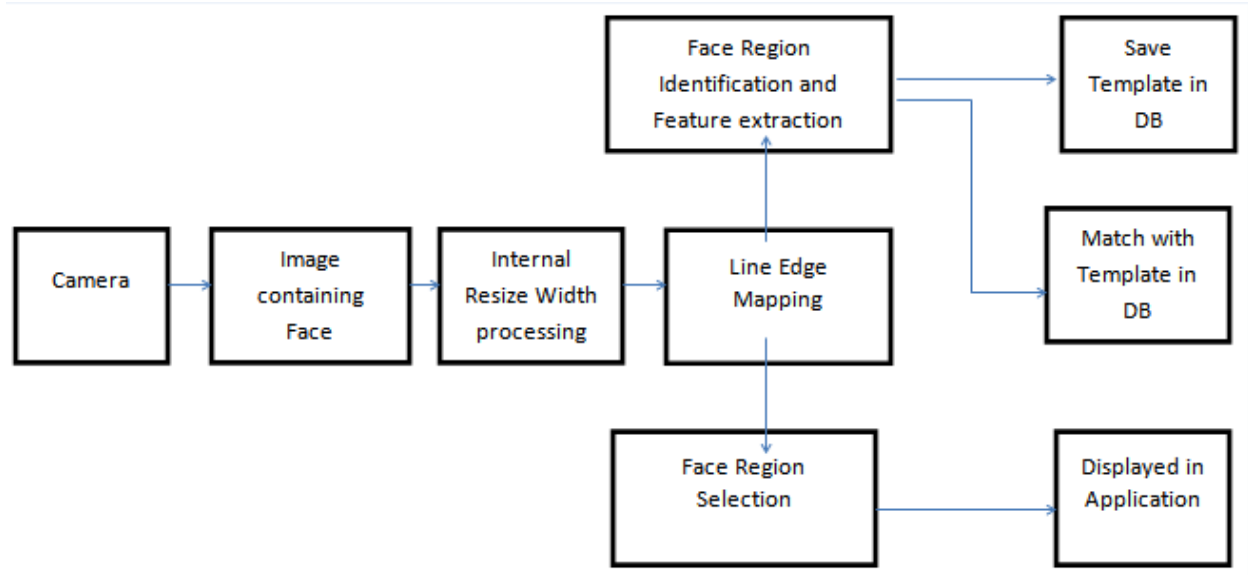 Face Region
Identification and
Feature extraction
Save
Template in
DB
Camera
Image
containing
Face
Internal
Resize Width
processing
Line Edge
Mapping
Match with
Template in
DB
Face Region
Selection
Displayed in
Application